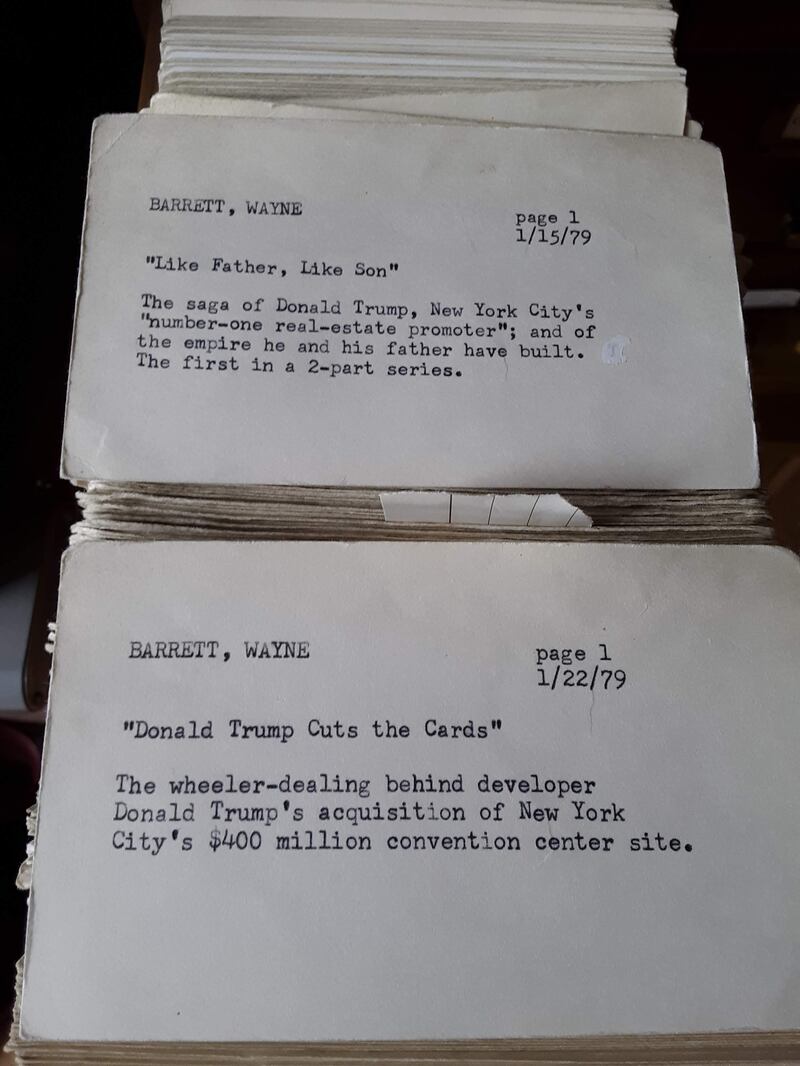 BARRETT, WAYNE
page 1
1/15/79
"Like Father, Like Son"
The saga of Donald Trump, New York City's
"number-one real-estate promoter"; and of
the empire he and his father have built.
The first in a 2-part series.
BARRETT, WAYNE
page 1
1/22/79
"Donald Trump Cuts the Cards"
The wheeler-dealing behind developer
Donald Trump's acquisition of New York
City's $400 million convention center site.